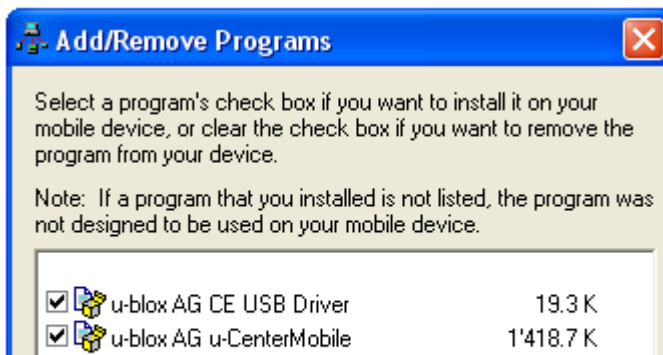 Add/Remove Programs
Select a program's check box if you want to install it on your
mobile device, or clear the check box if you want to remove the
program from your device.
Note: If a program that you installed is not listed, the program was
not designed to be used on your mobile device.
u-blox AG CE USB Driver 19.3 K
u-blox AG u-CenterMobile 1'418.7 K